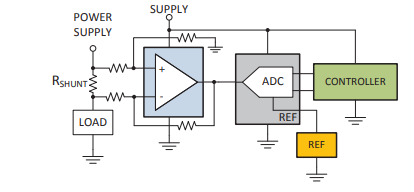 POWER
SUPPLY
SUPPLY
RSHUNT
+
-
LOAD
ADC
REF
CONTROLLER
REF